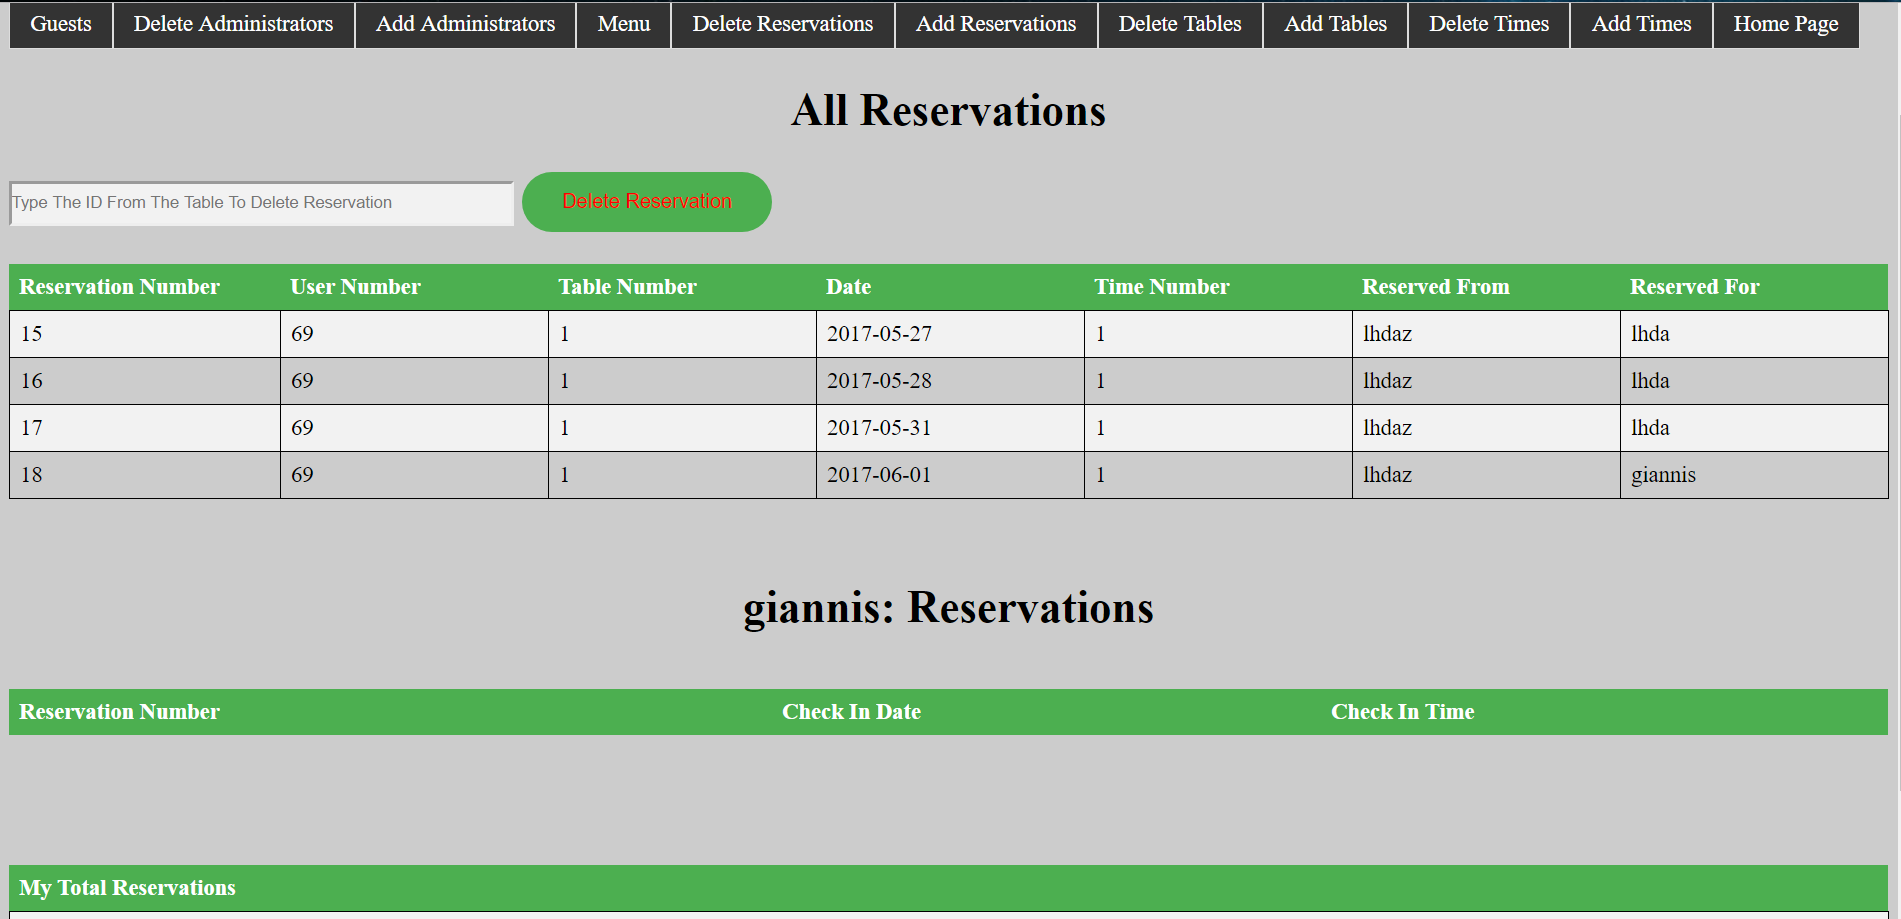 Guests Delete Administrators Add Administrators Menu Delete Reservations Add Reservations Delete Tables Add Tables Delete Times Add Times Home Page
All Reservations
Type The ID From The Table To Delete Reservation Delete Reservation
Reservation Number User Number Table Number Date Time Number Reserved From Reserved For
15 69 1 2017-05-27 1 lhdaz lhda
16 69 1 2017-05-28 1 lhdaz lhda
17 69 1 2017-05-31 1 lhdaz lhda
18 69 1 2017-06-01 1 lhdaz giannis
giannis: Reservations
Reservation Number Check In Date Check In Time
My Total Reservations